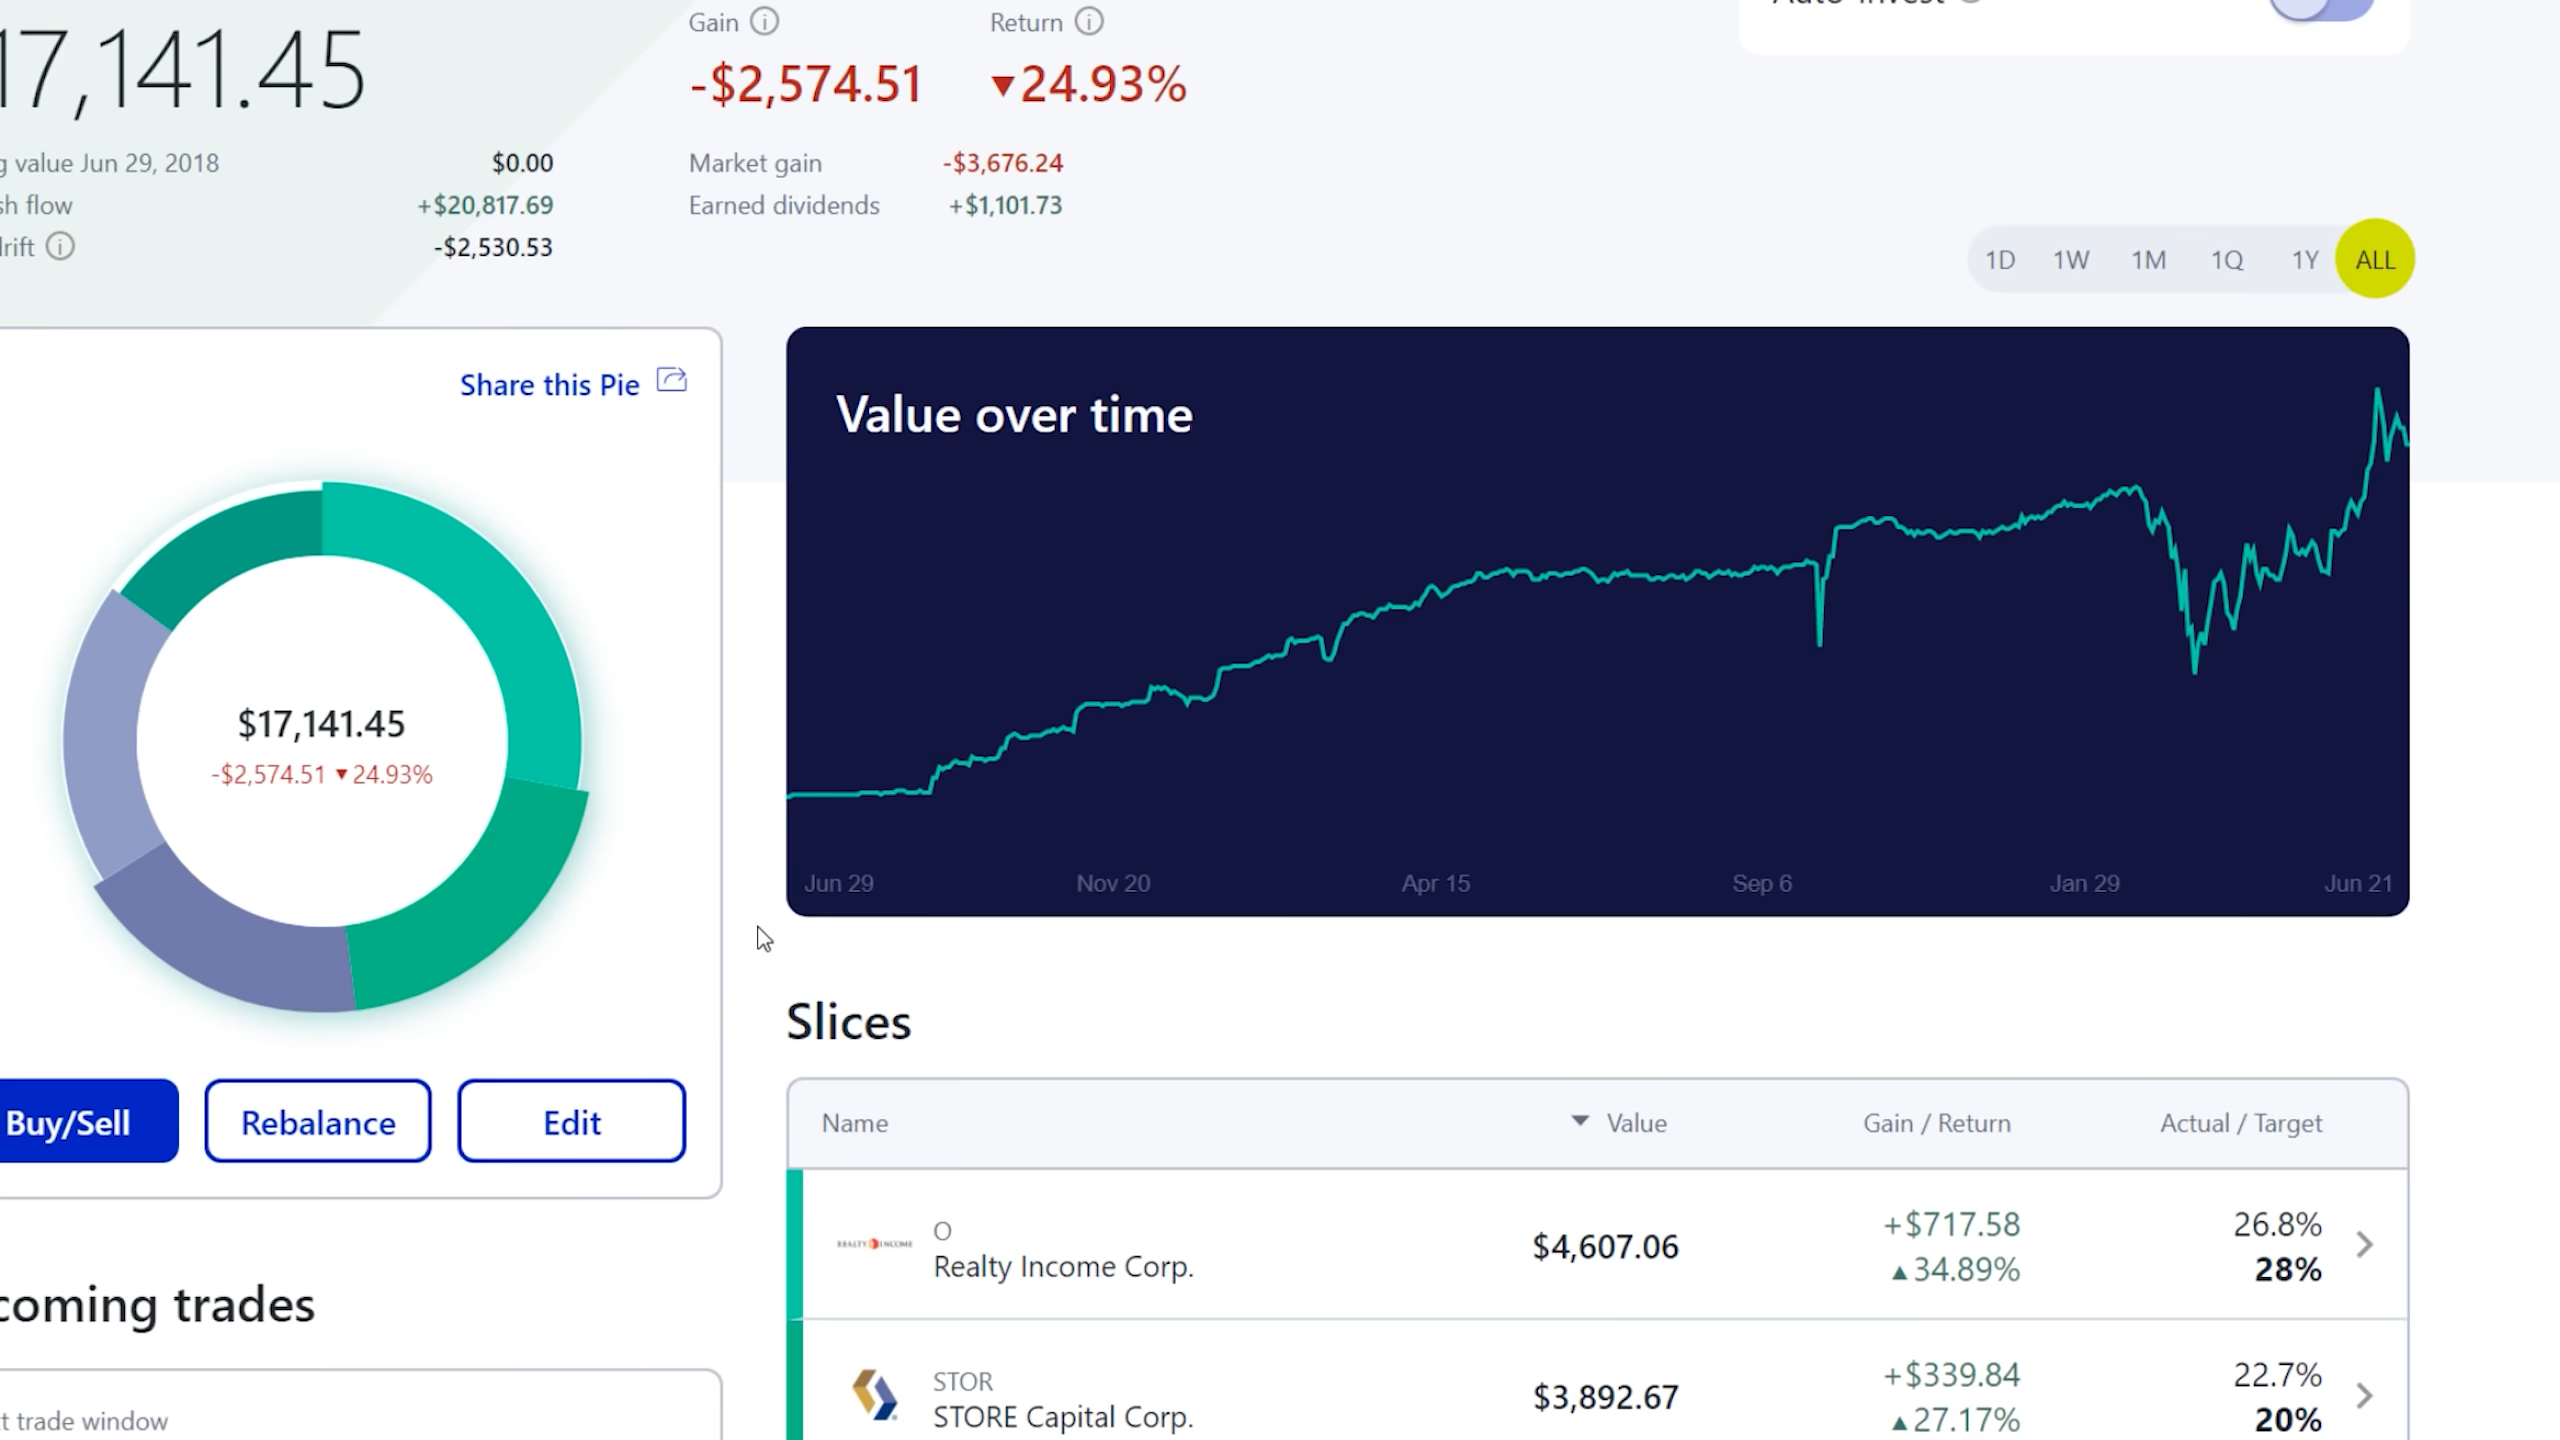 17,141.45
Gain
-$2,574.51
Return
▼24.93%
g value Jun 29, 2018 $0.00
sh flow +$20,817.69
drift -$2,530.53
Market gain -$3,676.24
Earned dividends +$1,101.73
Auto-Invest
1D 1W 1M 1Q 1Y ALL
Share this Pie
$17,141.45
-$2,574.51 ▼24.93%
Buy/Sell
Rebalance
Edit
coming trades
t trade window
Value over time
Jun 29 Nov 20 Apr 15 Sep 6 Jan 29 Jun 21
Slices
Name ▼ Value Gain / Return Actual / Target
REALTY INCOME
O
Realty Income Corp.
$4,607.06
+$717.58
▲34.89%
26.8%
28%
STOR
STORE Capital Corp.
$3,892.67
+$339.84
▲27.17%
22.7%
20%